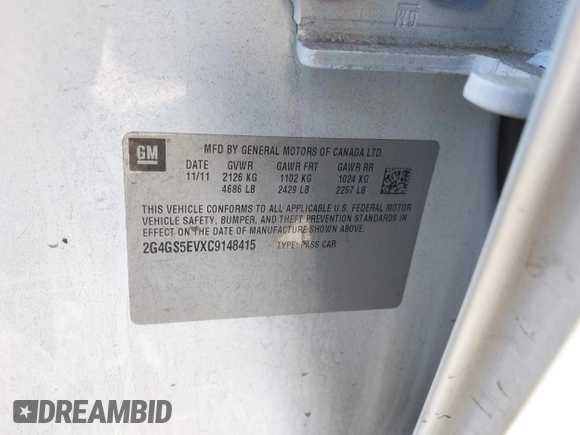 GM
MFD BY GENERAL MOTORS OF CANADA LTD.
DATE GVWR GAWR FRT GAWR RR
11/11 2126 KG 1102 KG 1024 KG
4686 LB 2429 LB 2257 LB
THIS VEHICLE CONFORMS TO ALL APPLICABLE U.S. FEDERAL MOTOR
VEHICLE SAFETY, BUMPER, AND THEFT PREVENTION STANDARDS IN
EFFECT ON THE DATE OF MANUFACTURE SHOWN ABOVE.
2G4GS5EVXC9148415 TYPE: PASS CAR
DREAMBID